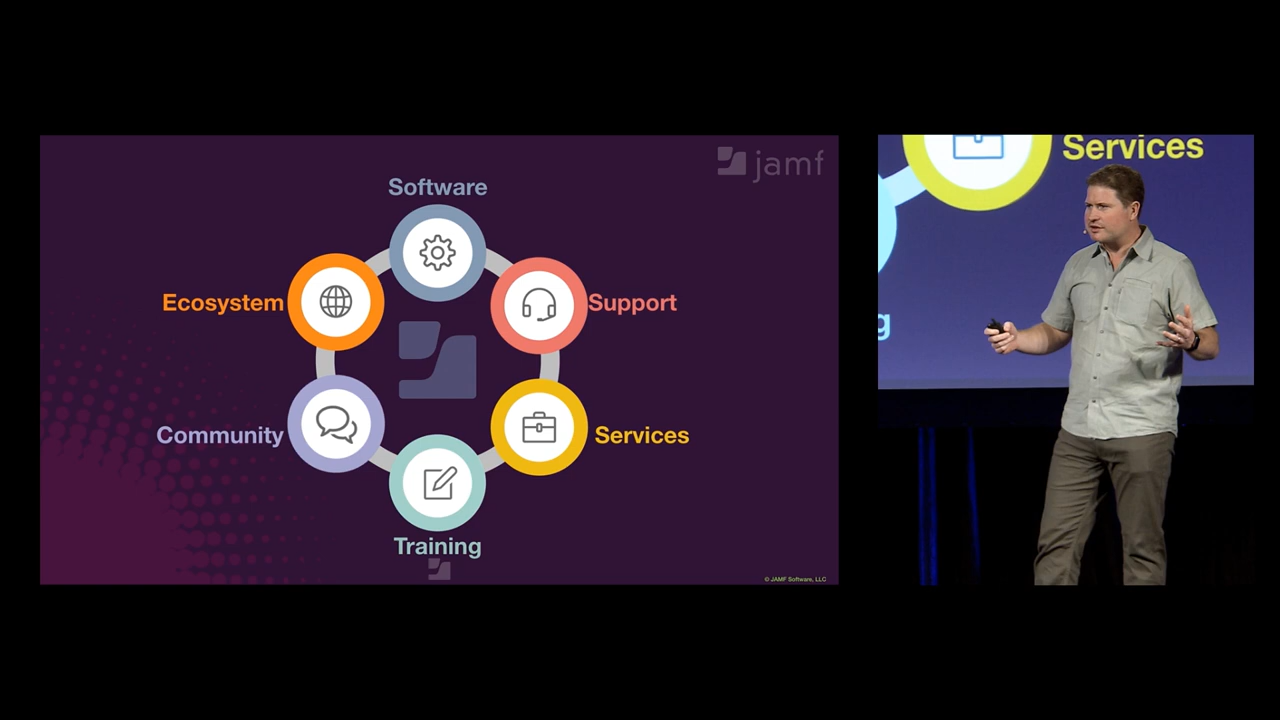 jamf
Software
Ecosystem
Support
Community
Services
Training
© JAMF Software, LLC
Services
g